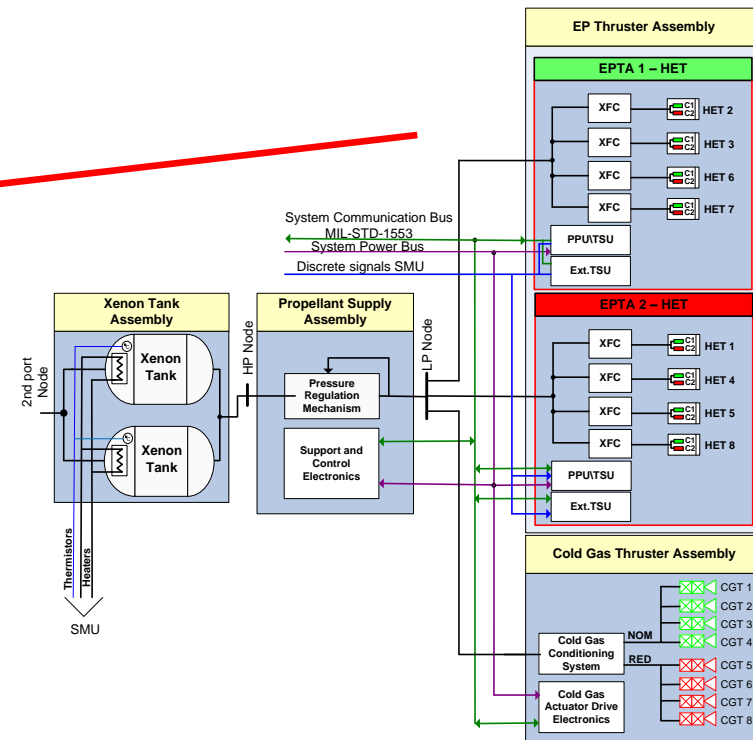 EP Thruster Assembly
EPTA 1 – HET
XFC
C1
C2
HET 2
XFC
C1
C2
HET 3
XFC
C1
C2
HET 6
XFC
C1
C2
HET 7
PPU\TSU
Ext.TSU
System Communication Bus
MIL-STD-1553
System Power Bus
Discrete signals SMU
EPTA 2 – HET
XFC
C1
C2
HET 1
XFC
C1
C2
HET 4
XFC
C1
C2
HET 5
XFC
C1
C2
HET 8
PPU\TSU
Ext.TSU
2nd port
Node
Xenon Tank
Assembly
Xenon
Tank
Xenon
Tank
Thermistors
Heaters
SMU
HP Node
Propellant Supply
Assembly
Pressure
Regulation
Mechanism
Support and
Control
Electronics
LP Node
Cold Gas Thruster Assembly
Cold Gas
Conditioning
System
NOM
RED
Cold Gas
Actuator Drive
Electronics
CGT 1
CGT 2
CGT 3
CGT 4
CGT 5
CGT 6
CGT 7
CGT 8